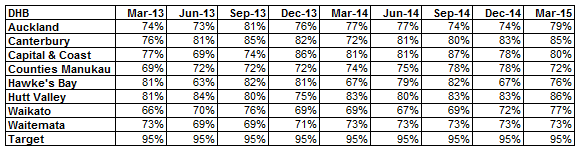 DHB Mar-13 Jun-13 Sep-13 Dec-13 Mar-14 Jun-14 Sep-14 Dec-14 Mar-15
Auckland 74% 73% 81% 76% 77% 77% 74% 74% 79%
Canterbury 76% 81% 85% 82% 72% 81% 80% 83% 85%
Capital & Coast 77% 69% 74% 86% 81% 81% 87% 78% 80%
Counties Manukau 69% 72% 72% 72% 74% 75% 78% 78% 72%
Hawke's Bay 81% 63% 82% 81% 67% 79% 82% 67% 76%
Hutt Valley 81% 84% 80% 75% 83% 80% 83% 83% 86%
Waikato 66% 70% 76% 69% 69% 67% 69% 72% 77%
Waitemata 73% 69% 69% 71% 73% 73% 73% 73% 73%
Target 95% 95% 95% 95% 95% 95% 95% 95% 95%